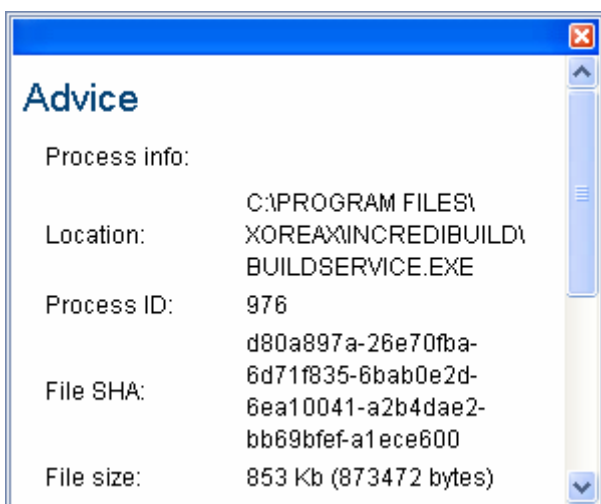 Advice
Process info:
C:\PROGRAM FILES\
Location: XOREAX\INCREDIBUILD\
BUILDSERVICE.EXE
Process ID: 976
d80a897a-26e70fba-
File SHA: 6d71f835-6bab0e2d-
6ea10041-a2b4dae2-
bb69bfef-a1ece600
File size: 853 Kb (873472 bytes)